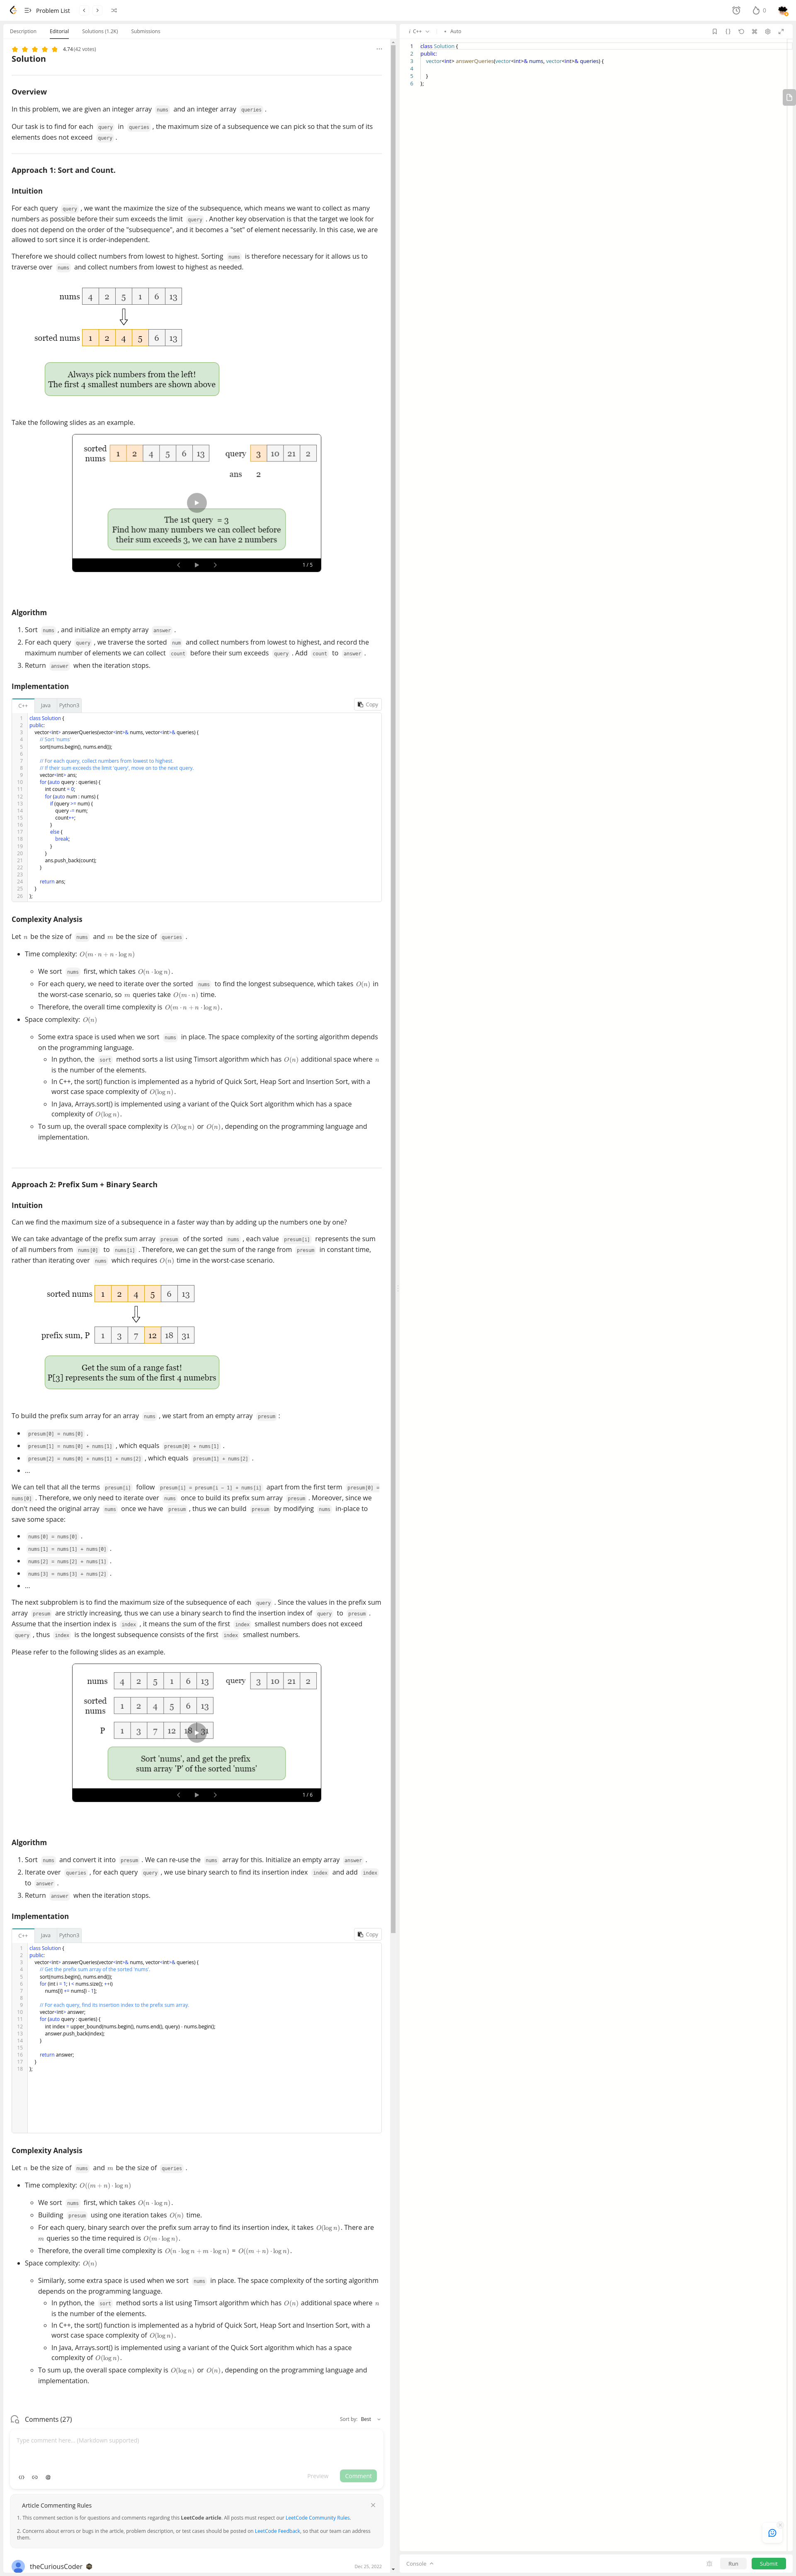 Problem List
0
Description Editorial Solutions (1.2K) Submissions
4.74 (42 votes)
Solution
Overview
In this problem, we are given an integer array nums and an integer array queries .
Our task is to find for each query in queries , the maximum size of a subsequence we can pick so that the sum of its
elements does not exceed query .
Approach 1: Sort and Count.
Intuition
For each query query , we want the maximize the size of the subsequence, which means we want to collect as many
numbers as possible before their sum exceeds the limit query . Another key observation is that the target we look for
does not depend on the order of the "subsequence", and it becomes a "set" of element necessarily. In this case, we are
allowed to sort since it is order-independent.
Therefore we should collect numbers from lowest to highest. Sorting nums is therefore necessary for it allows us to
traverse over nums and collect numbers from lowest to highest as needed.
nums 4 2 5 1 6 13
sorted nums 1 2 4 5 6 13
Always pick numbers from the left!
The first 4 smallest numbers are shown above
Take the following slides as an example.
sorted nums 1 2 4 5 6 13 query 3 10 21 2
ans 2
The 1st query = 3
Find how many numbers we can collect before
their sum exceeds 3, we can have 2 numbers
1 / 5
Algorithm
1. Sort nums , and initialize an empty array answer .
2. For each query query , we traverse the sorted num and collect numbers from lowest to highest, and record the
maximum number of elements we can collect count before their sum exceeds query . Add count to answer .
3. Return answer when the iteration stops.
Implementation
C++ Java Python3 Copy
1 class Solution {
2 public:
3 vector<int> answerQueries(vector<int>& nums, vector<int>& queries) {
4 // Sort 'nums'
5 sort(nums.begin(), nums.end());
6
7 // For each query, collect numbers from lowest to highest.
8 // If their sum exceeds the limit 'query', move on to the next query.
9 vector<int> ans;
10 for (auto query : queries) {
11 int count = 0;
12 for (auto num : nums) {
13 if (query >= num) {
14 query -= num;
15 count++;
16 }
17 else {
18 break;
19 }
20 }
21 ans.push_back(count);
22 }
23
24 return ans;
25 }
26 };
Complexity Analysis
Let n be the size of nums and m be the size of queries .
• Time complexity: O(m · n + n · log n)
○ We sort nums first, which takes O(n · log n).
○ For each query, we need to iterate over the sorted nums to find the longest subsequence, which takes O(n) in
the worst-case scenario, so m queries take O(m · n) time.
○ Therefore, the overall time complexity is O(m · n + n · log n).
• Space complexity: O(n)
○ Some extra space is used when we sort nums in place. The space complexity of the sorting algorithm depends
on the programming language.
○ In python, the sort method sorts a list using Timsort algorithm which has O(n) additional space where n
is the number of the elements.
○ In C++, the sort() function is implemented as a hybrid of Quick Sort, Heap Sort and Insertion Sort, with a
worst case space complexity of O(log n).
○ In Java, Arrays.sort() is implemented using a variant of the Quick Sort algorithm which has a space
complexity of O(log n).
○ To sum up, the overall space complexity is O(log n) or O(n), depending on the programming language and
implementation.
Approach 2: Prefix Sum + Binary Search
Intuition
Can we find the maximum size of a subsequence in a faster way than by adding up the numbers one by one?
We can take advantage of the prefix sum array presum of the sorted nums , each value presum[i] represents the sum
of all numbers from nums[0] to nums[i] . Therefore, we can get the sum of the range from presum in constant time,
rather than iterating over nums which requires O(n) time in the worst-case scenario.
sorted nums 1 2 4 5 6 13
prefix sum, P 1 3 7 12 18 31
Get the sum of a range fast!
P[3] represents the sum of the first 4 numebrs
To build the prefix sum array for an array nums , we start from an empty array presum :
• presum[0] = nums[0] .
• presum[1] = nums[0] + nums[1] , which equals presum[0] + nums[1] .
• presum[2] = nums[0] + nums[1] + nums[2] , which equals presum[1] + nums[2] .
• ...
We can tell that all the terms presum[i] follow presum[i] = presum[i - 1] + nums[i] apart from the first term presum[0] =
nums[0] . Therefore, we only need to iterate over nums once to build its prefix sum array presum . Moreover, since we
don't need the original array nums once we have presum , thus we can build presum by modifying nums in-place to
save some space:
• nums[0] = nums[0] .
• nums[1] = nums[1] + nums[0] .
• nums[2] = nums[2] + nums[1] .
• nums[3] = nums[3] + nums[2] .
• ...
The next subproblem is to find the maximum size of the subsequence of each query . Since the values in the prefix sum
array presum are strictly increasing, thus we can use a binary search to find the insertion index of query to presum .
Assume that the insertion index is index , it means the sum of the first index smallest numbers does not exceed
query , thus index is the longest subsequence consists of the first index smallest numbers.
Please refer to the following slides as an example.
nums 4 2 5 1 6 13 query 3 10 21 2
sorted nums 1 2 4 5 6 13
P 1 3 7 12 18 31
Sort 'nums', and get the prefix
sum array 'P' of the sorted 'nums'
1 / 6
Algorithm
1. Sort nums and convert it into presum . We can re-use the nums array for this. Initialize an empty array answer .
2. Iterate over queries , for each query query , we use binary search to find its insertion index index and add index
to answer .
3. Return answer when the iteration stops.
Implementation
C++ Java Python3 Copy
1 class Solution {
2 public:
3 vector<int> answerQueries(vector<int>& nums, vector<int>& queries) {
4 // Get the prefix sum array of the sorted 'nums'.
5 sort(nums.begin(), nums.end());
6 for (int i = 1; i < nums.size(); ++i)
7 nums[i] += nums[i - 1];
8
9 // For each query, find its insertion index to the prefix sum array.
10 vector<int> answer;
11 for (auto query : queries) {
12 int index = upper_bound(nums.begin(), nums.end(), query) - nums.begin();
13 answer.push_back(index);
14 }
15
16 return answer;
17 }
18 };
Complexity Analysis
Let n be the size of nums and m be the size of queries .
• Time complexity: O((m + n) · log n)
○ We sort nums first, which takes O(n · log n).
○ Building presum using one iteration takes O(n) time.
○ For each query, binary search over the prefix sum array to find its insertion index, it takes O(log n). There are
m queries so the time required is O(m · log n).
○ Therefore, the overall time complexity is O(n · log n + m · log n) = O((m + n) · log n).
• Space complexity: O(n)
○ Similarly, some extra space is used when we sort nums in place. The space complexity of the sorting algorithm
depends on the programming language.
○ In python, the sort method sorts a list using Timsort algorithm which has O(n) additional space where n
is the number of the elements.
○ In C++, the sort() function is implemented as a hybrid of Quick Sort, Heap Sort and Insertion Sort, with a
worst case space complexity of O(log n).
○ In Java, Arrays.sort() is implemented using a variant of the Quick Sort algorithm which has a space
complexity of O(log n).
○ To sum up, the overall space complexity is O(log n) or O(n), depending on the programming language and
implementation.
Comments (27) Sort by: Best
Type comment here... (Markdown supported)
Preview Comment
Article Commenting Rules
1. This comment section is for questions and comments regarding this LeetCode article. All posts must respect our LeetCode Community Rules.
2. Concerns about errors or bugs in the article, problem description, or test cases should be posted on LeetCode Feedback, so that our team can address
them.
theCuriousCoder Dec 25, 2022
i C++ • Auto
1 class Solution {
2 public:
3 vector<int> answerQueries(vector<int>& nums, vector<int>& queries) {
4
5 }
6 };
Console Run Submit